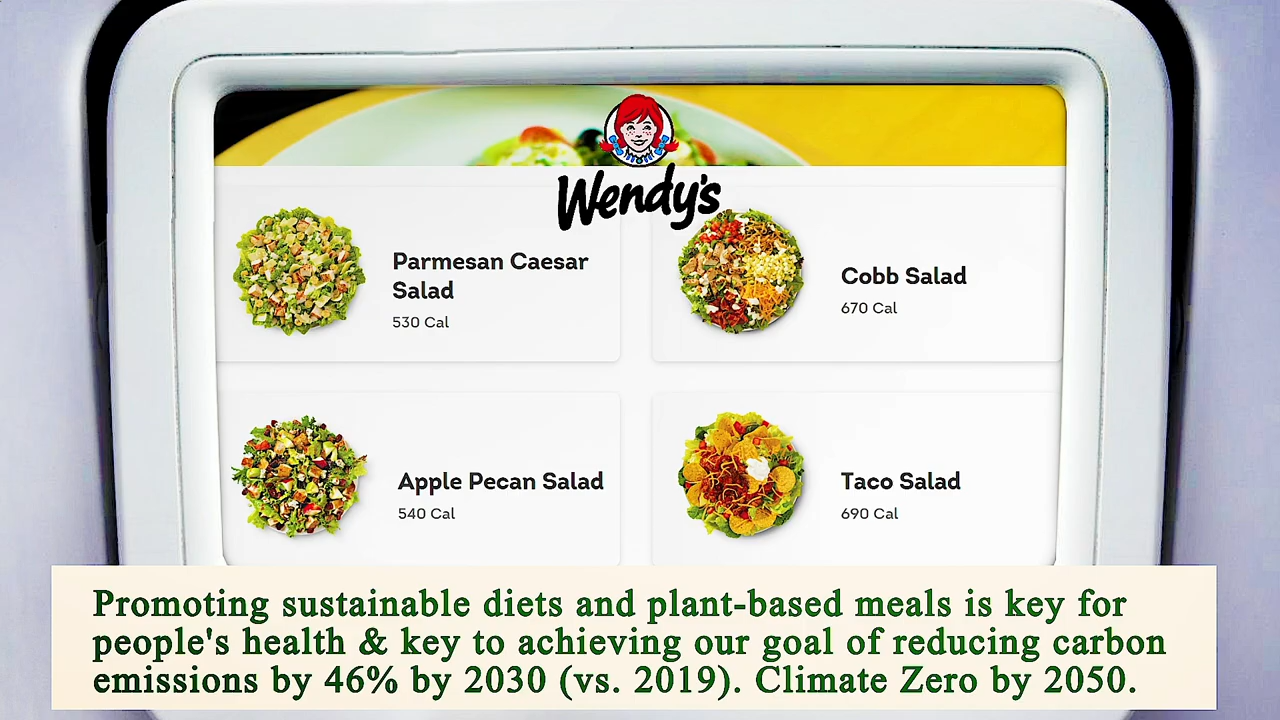 Wendy's
Parmesan Caesar
Salad
530 Cal
Cobb Salad
670 Cal
Apple Pecan Salad
540 Cal
Taco Salad
690 Cal
Promoting sustainable diets and plant-based meals is key for
people's health & key to achieving our goal of reducing carbon
emissions by 46% by 2030 (vs. 2019). Climate Zero by 2050.